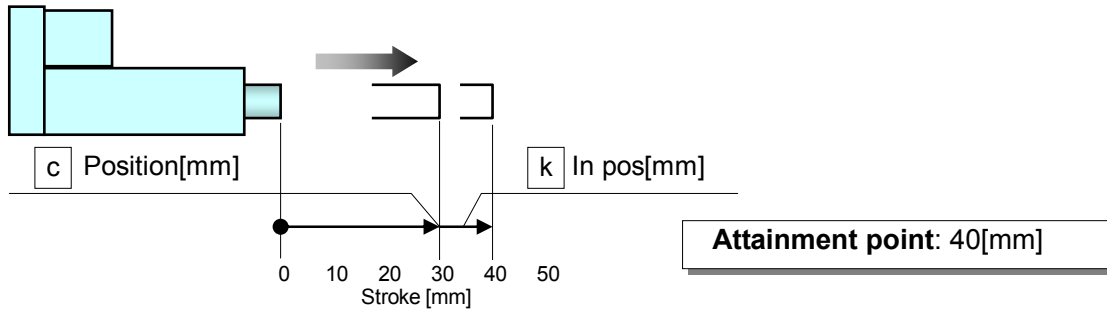 c Position[mm]
k In pos[mm]
Attainment point: 40[mm]
0 10 20 30 40 50
Stroke [mm]